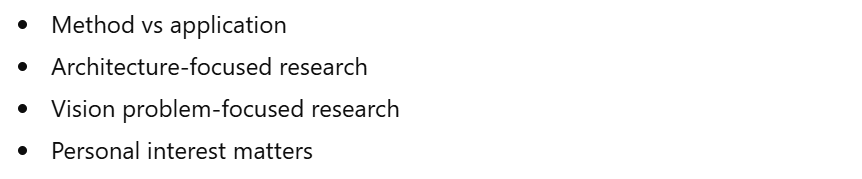 • Method vs application
• Architecture-focused research
• Vision problem-focused research
• Personal interest matters